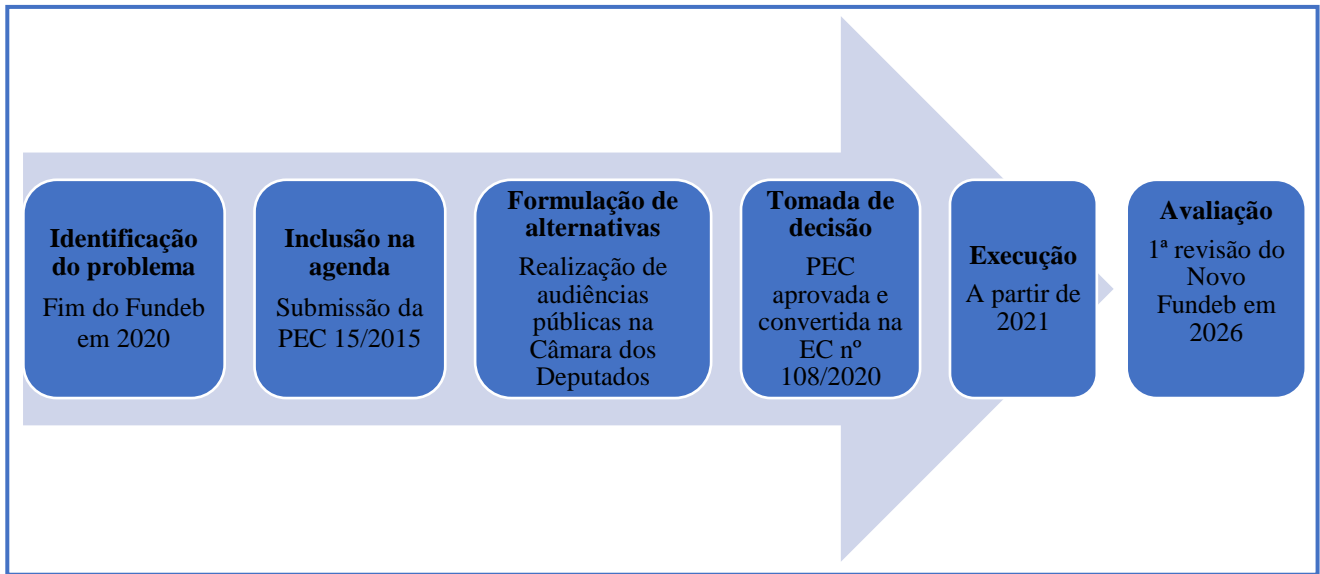 Identificação
do problema
Fim do Fundeb
em 2020
Inclusão na
agenda
Submissão da
PEC 15/2015
Formulação de
alternativas
Realização de
audiências
públicas na
Câmara dos
Deputados
Tomada de
decisão
PEC
aprovada e
convertida na
EC nº
108/2020
Execução
A partir de
2021
Avaliação
1ª revisão do
Novo
Fundeb em
2026